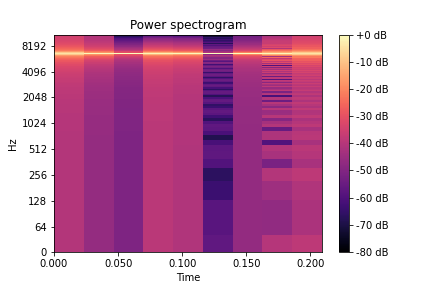 Power spectrogram
Hz
8192
4096
2048
1024
512
256
128
64
0
0.000
0.050
0.100
0.150
0.200
Time
+0 dB
-10 dB
-20 dB
-30 dB
-40 dB
-50 dB
-60 dB
-70 dB
-80 dB